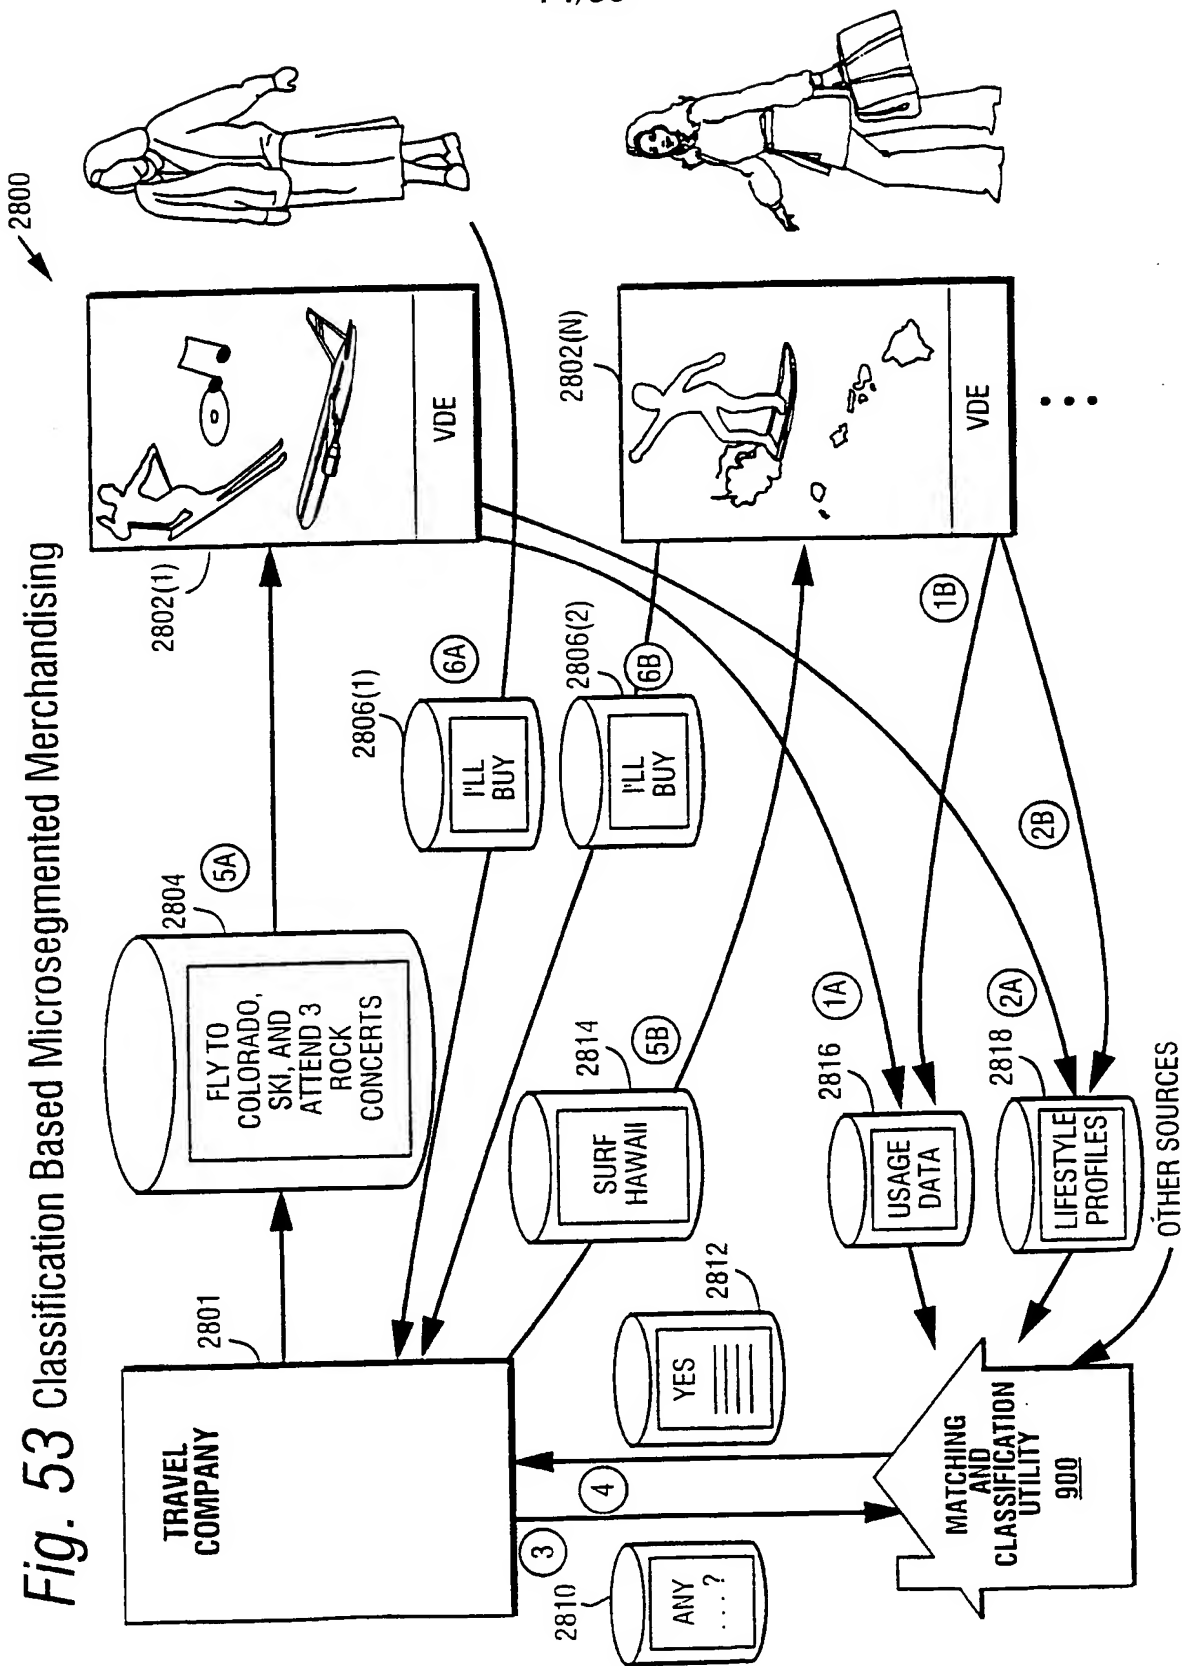 Fig. 53 Classification Based Microsegmented Merchandising
2800
TRAVEL
COMPANY
2801
2804
FLY TO
COLORADO,
SKI, AND
ATTEND 3
ROCK
CONCERTS
5A
2802(1)
VDE
2806(1)
I'LL
BUY
6A
2806(2)
I'LL
BUY
6B
2802(N)
VDE
2814
SURF
HAWAII
5B
2810
ANY
...?
3
4
2812
YES
2816
USAGE
DATA
1A
1B
2818
LIFESTYLE
PROFILES
2A
2B
MATCHING
AND
CLASSIFICATION
UTILITY
900
OTHER SOURCES